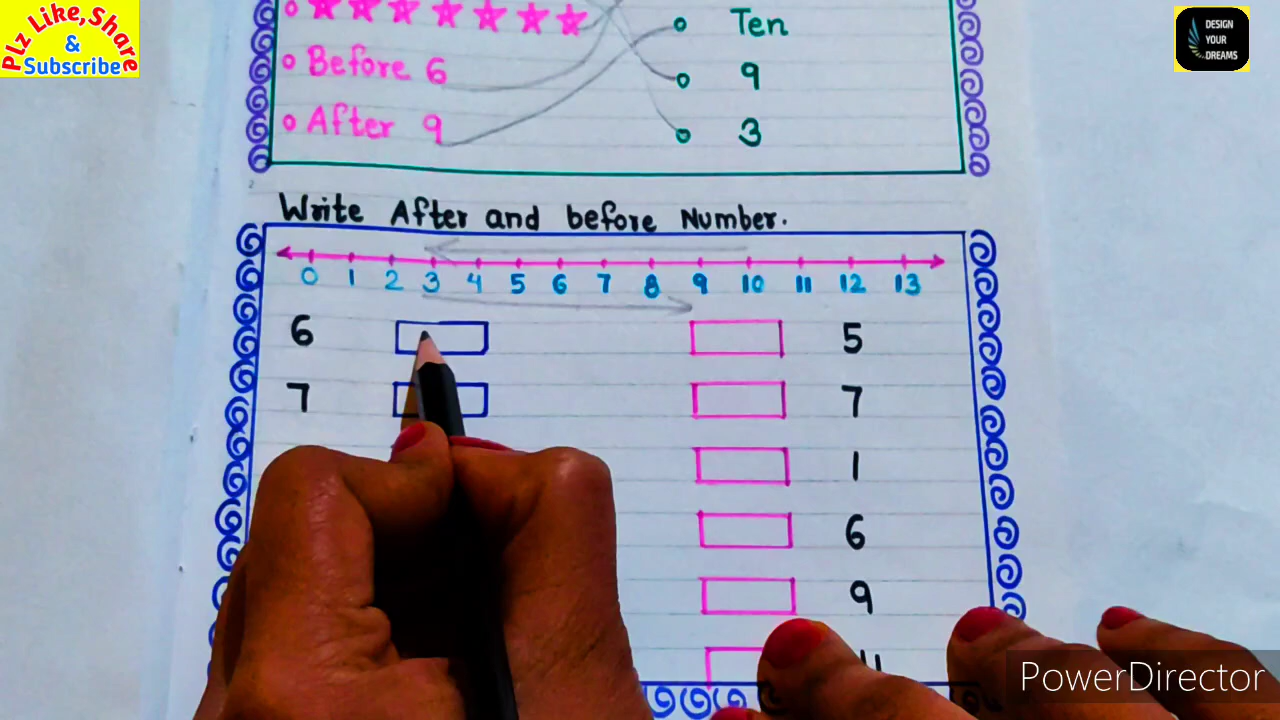 Plz Like, Share
&
Subscribe
DESIGN
YOUR
DREAMS
Ten
Before 6
9
After 9
3
Write After and before Number.
0 1 2 3 4 5 6 7 8 9 10 11 12 13
6 5
7 7
1
6
9
PowerDirector